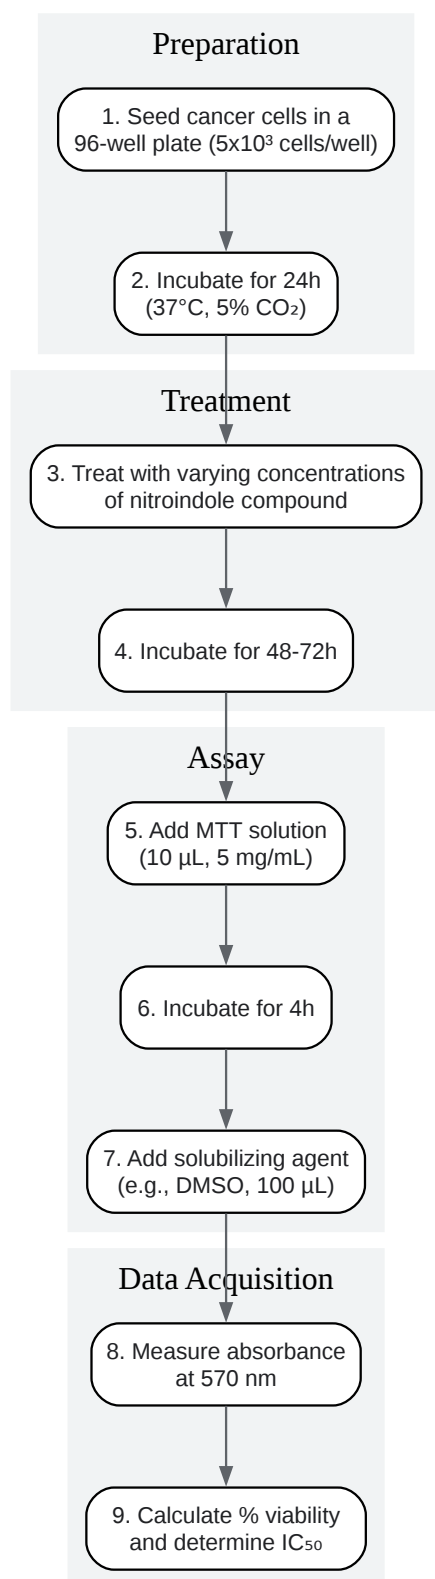 Preparation
1. Seed cancer cells in a
96-well plate (5x10³ cells/well)
2. Incubate for 24h
(37°C, 5% CO₂)
Treatment
3. Treat with varying concentrations
of nitroindole compound
4. Incubate for 48-72h
Assay
5. Add MTT solution
(10 µL, 5 mg/mL)
6. Incubate for 4h
7. Add solubilizing agent
(e.g., DMSO, 100 µL)
Data Acquisition
8. Measure absorbance
at 570 nm
9. Calculate % viability
and determine IC₅₀